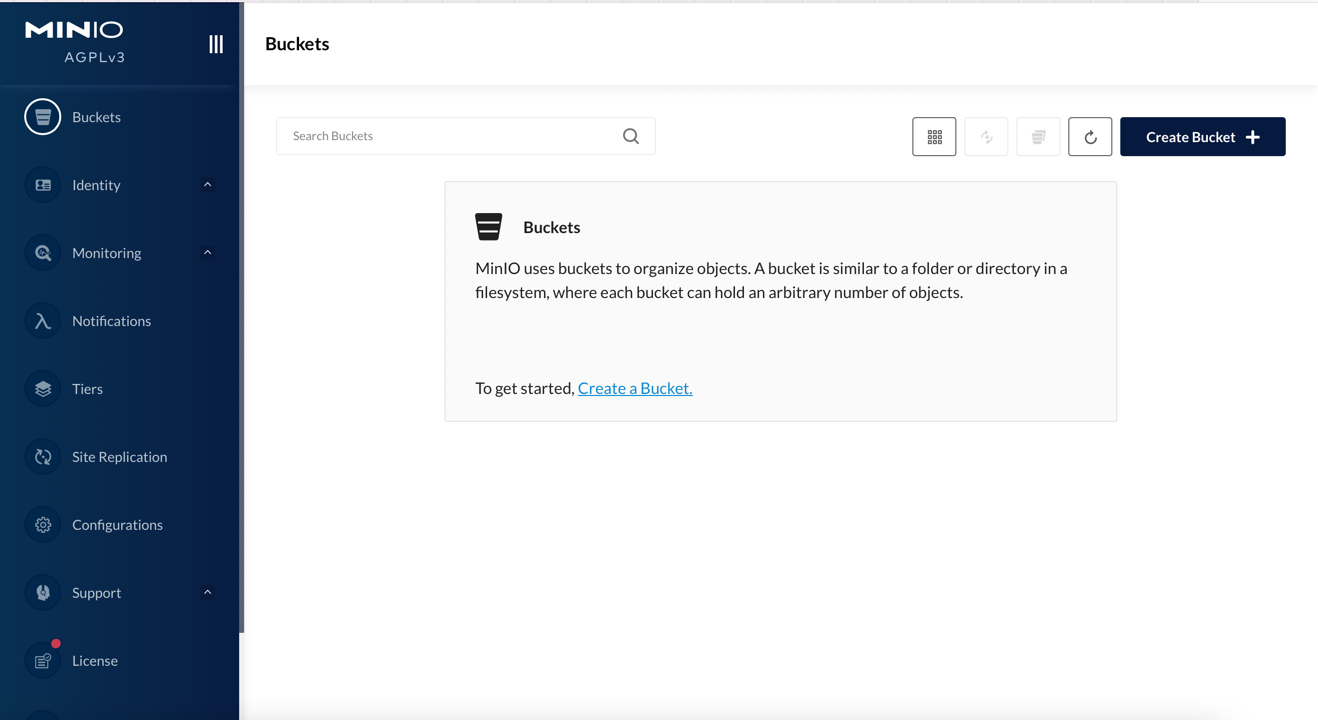 MINIO
AGPLv3
Buckets
Identity
Monitoring
Notifications
Tiers
Site Replication
Configurations
Support
License
Buckets
Search Buckets
Create Bucket
Buckets
MinIO uses buckets to organize objects. A bucket is similar to a folder or directory in a
filesystem, where each bucket can hold an arbitrary number of objects.
To get started, Create a Bucket.